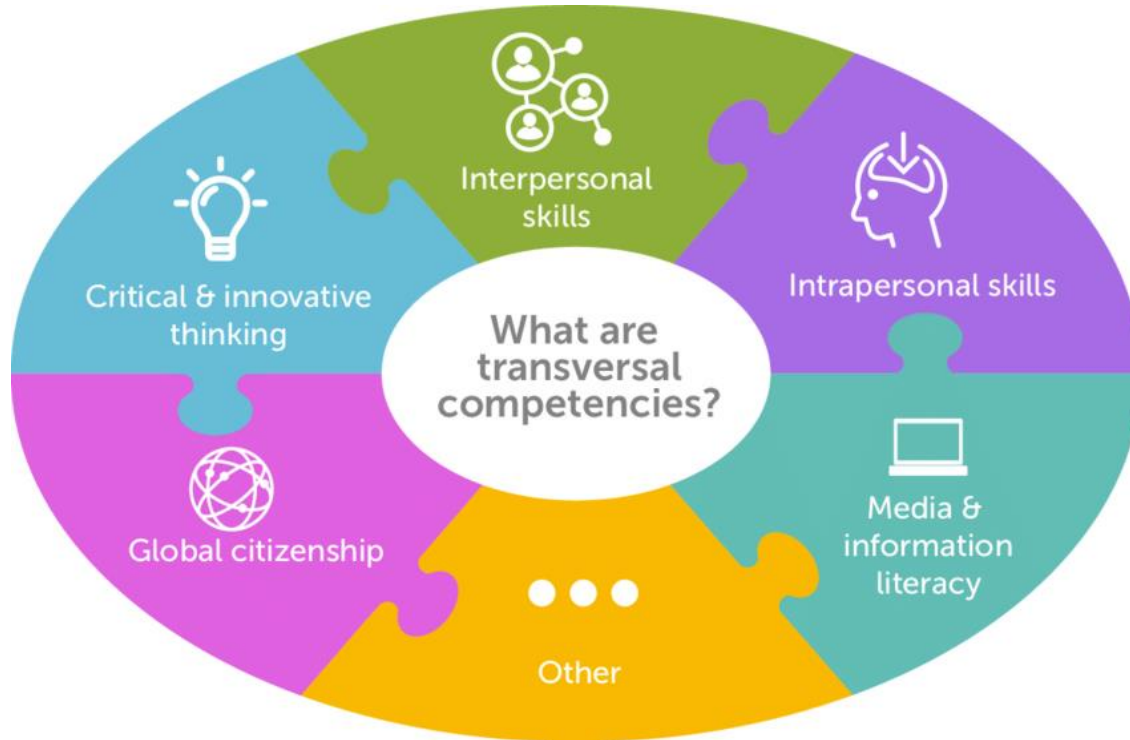 What are
transversal
competencies?
Interpersonal
skills
Intrapersonal skills
Media &
information
literacy
Other
Global citizenship
Critical & innovative
thinking